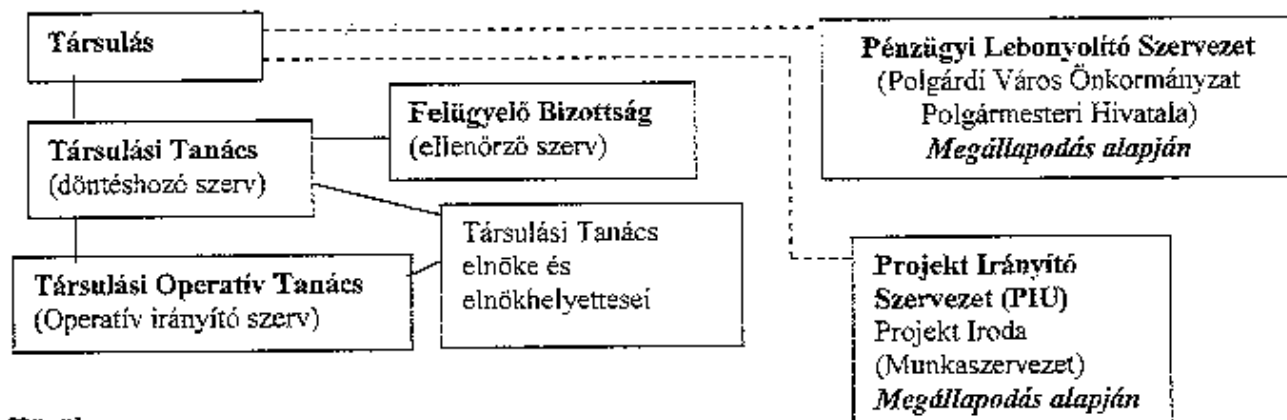 Társulás
Pénzügyi Lebonyolító Szervezet
(Polgárdi Város Önkormányzat
Polgármesteri Hivatala)
Megállapodás alapján
Felügyelő Bizottság
(ellenőrző szerv)
Társulási Tanács
(döntéshozó szerv)
Társulási Tanács
elnöke és
elnökhelyettesei
Társulási Operatív Tanács
(Operatív irányító szerv)
Projekt Irányító
Szervezet (PIU)
Projekt Iroda
(Munkaszervezet)
Megállapodás alapján